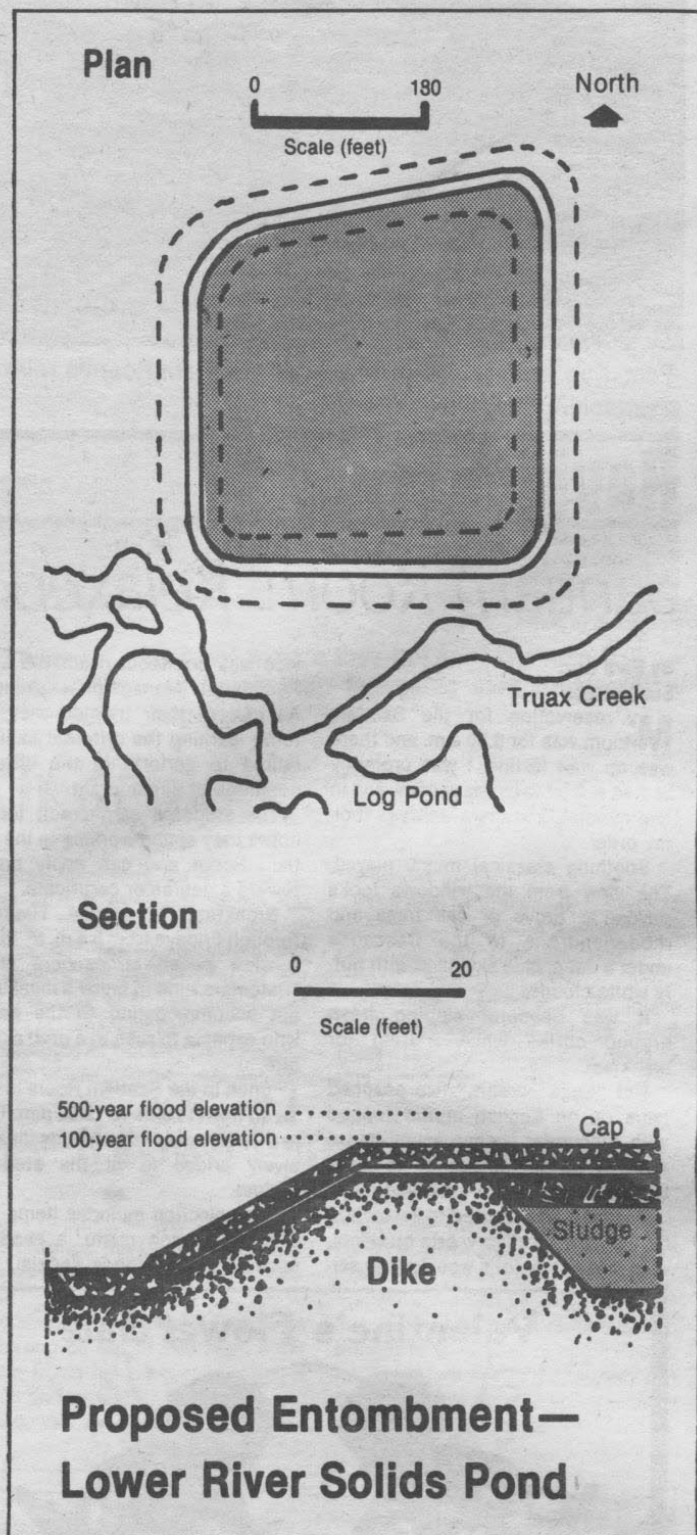 Plan
0 180
North
Scale (feet)
Truax Creek
Log Pond
Section
0 20
Scale (feet)
500-year flood elevation
100-year flood elevation
Cap
Sludge
Dike
Proposed Entombment—
Lower River Solids Pond